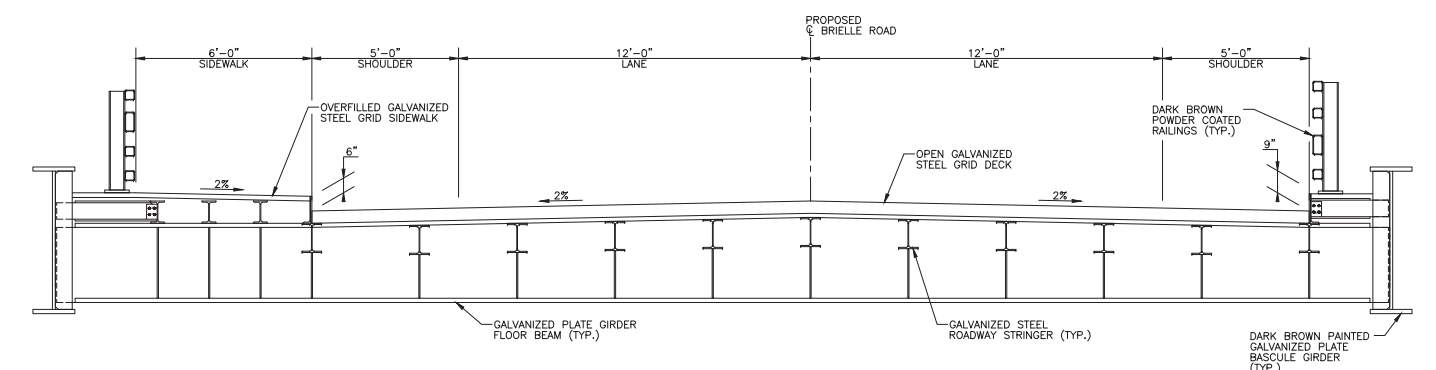 PROPOSED
℄ BRIELLE ROAD
6'-0"
SIDEWALK
5'-0"
SHOULDER
12'-0"
LANE
12'-0"
LANE
5'-0"
SHOULDER
OVERFILLED GALVANIZED
STEEL GRID SIDEWALK
DARK BROWN
POWDER COATED
RAILINGS (TYP.)
6"
OPEN GALVANIZED
STEEL GRID DECK
9"
2%
2%
2%
GALVANIZED PLATE GIRDER
FLOOR BEAM (TYP.)
GALVANIZED STEEL
ROADWAY STRINGER (TYP.)
DARK BROWN PAINTED
GALVANIZED PLATE
BASCULE GIRDER
(TYP.)